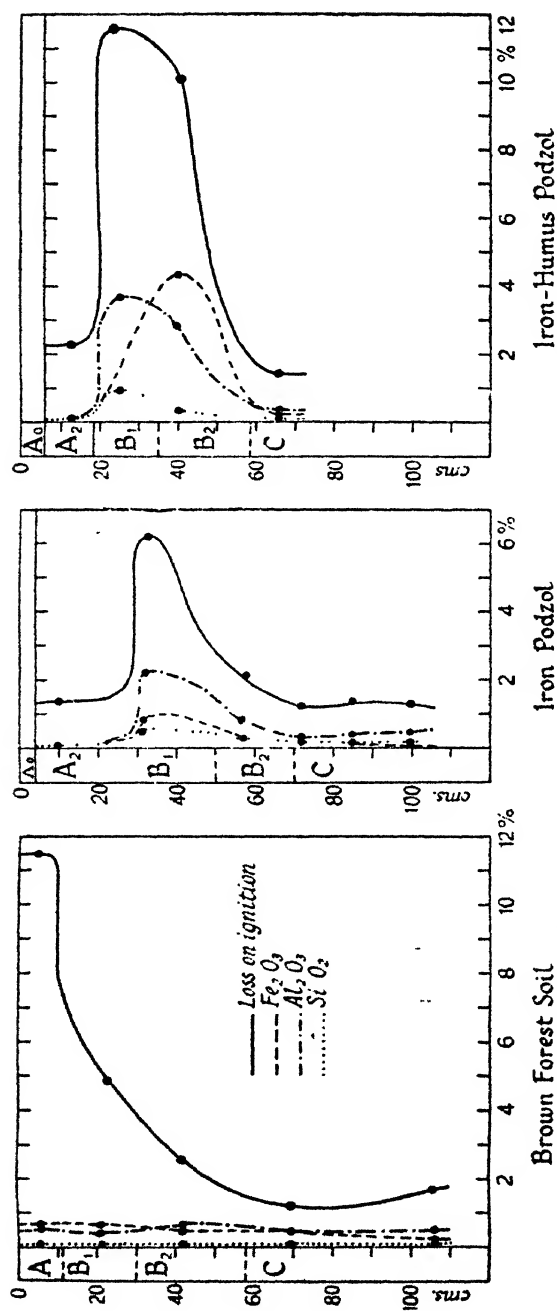 A
B₁
B₂
C
0
20
40
60
80
100
cms.
2
4
6
8
10
12%
Loss on ignition
Fe₂O₃
Al₂O₃
SiO₂
Brown Forest Soil
A₀
A₂
B₁
B₂
C
0
20
40
60
80
100
cms.
2
4
6%
Iron Podzol
A₀
A₂
B₁
B₂
C
0
20
40
60
80
100
cms
2
4
6
8
10 % 12
Iron-Humus Podzol